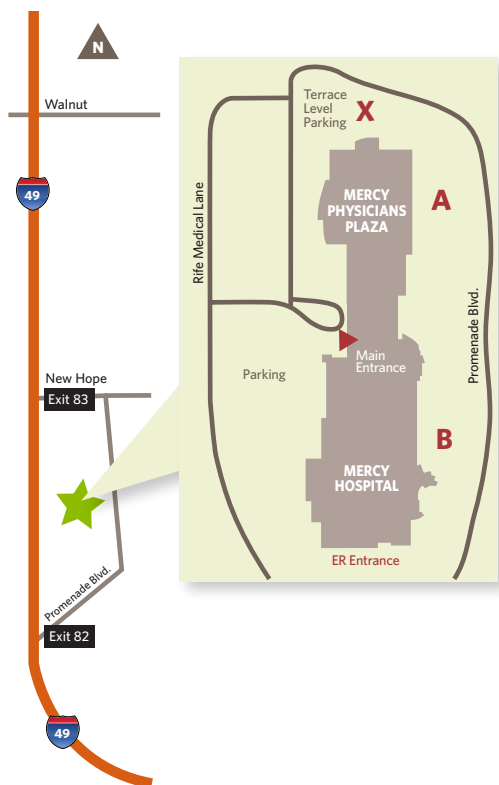 N
Walnut
49
New Hope
Exit 83
Promenade Blvd.
Exit 82
49
Terrace
Level
Parking
X
MERCY
PHYSICIANS
PLAZA
A
Rife Medical Lane
Promenade Blvd.
Main
Entrance
Parking
B
MERCY
HOSPITAL
ER Entrance